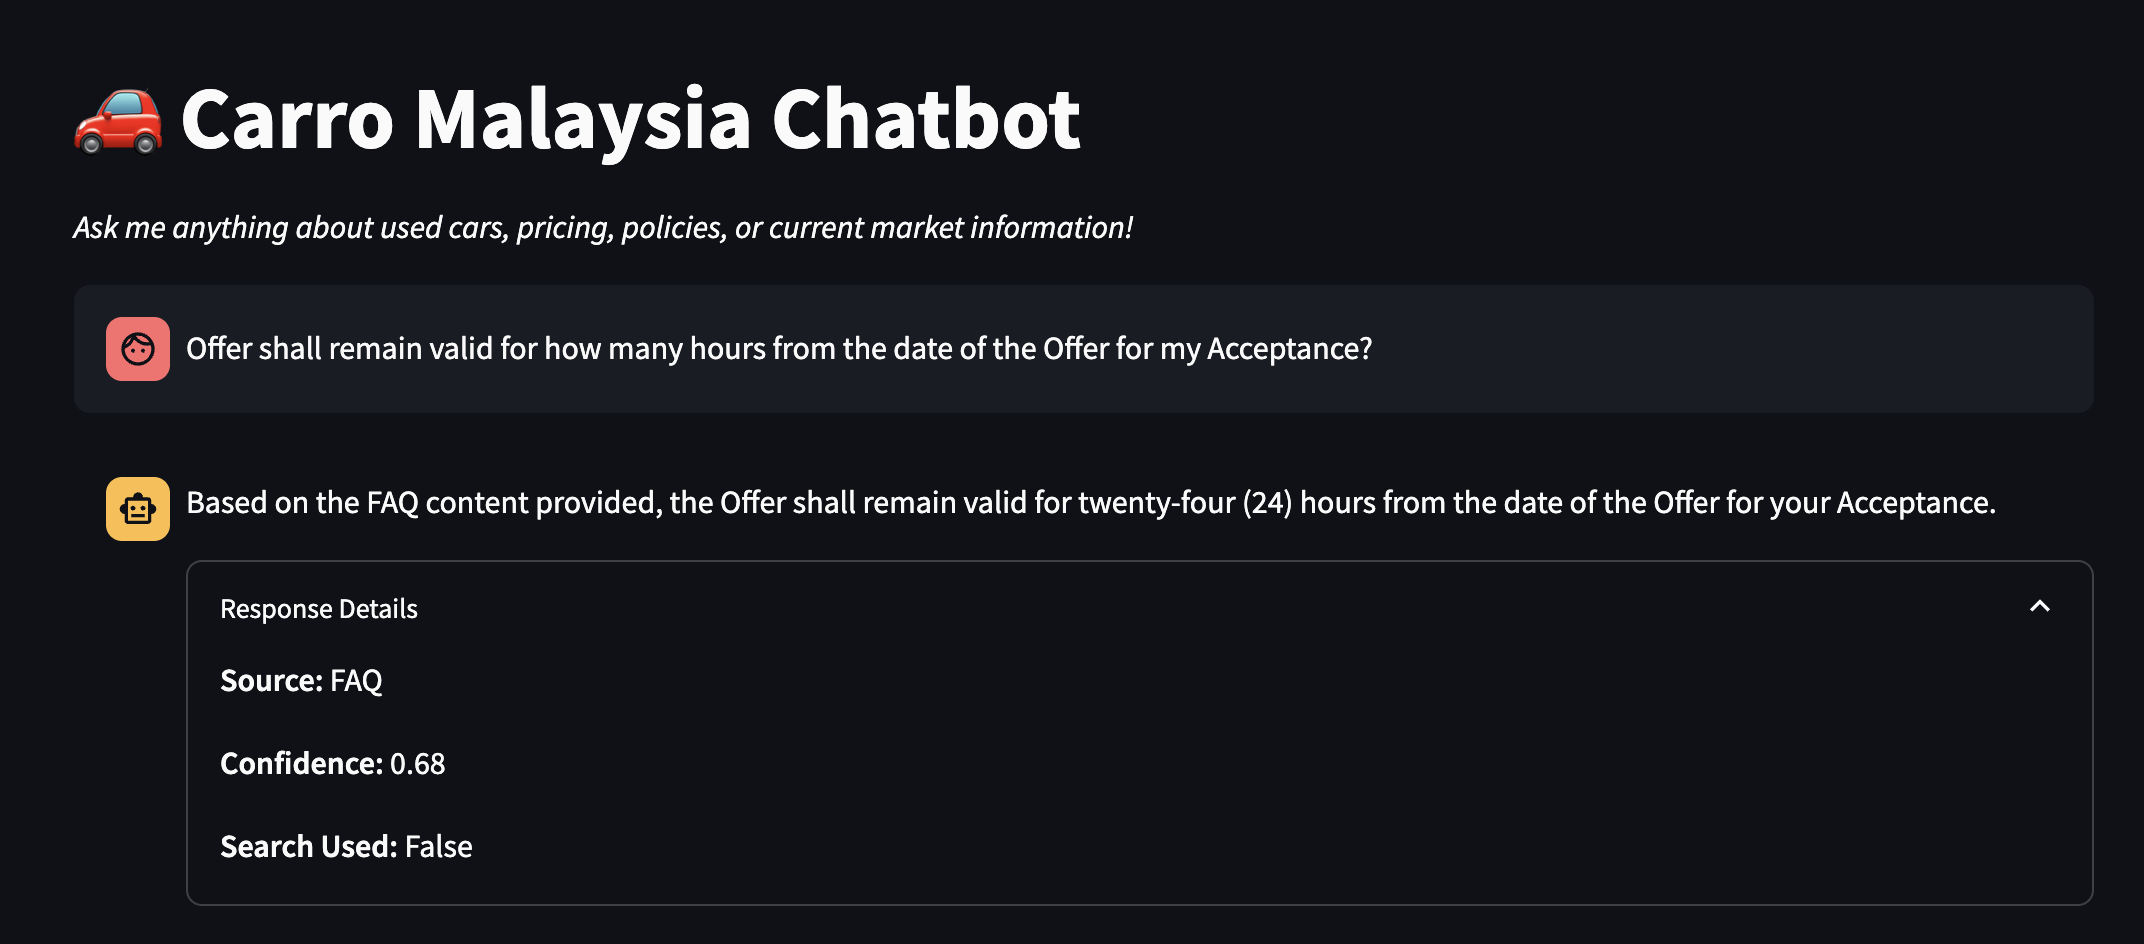 Carro Malaysia Chatbot
Ask me anything about used cars, pricing, policies, or current market information!
Offer shall remain valid for how many hours from the date of the Offer for my Acceptance?
Based on the FAQ content provided, the Offer shall remain valid for twenty-four (24) hours from the date of the Offer for your Acceptance.
Response Details
Source: FAQ
Confidence: 0.68
Search Used: False